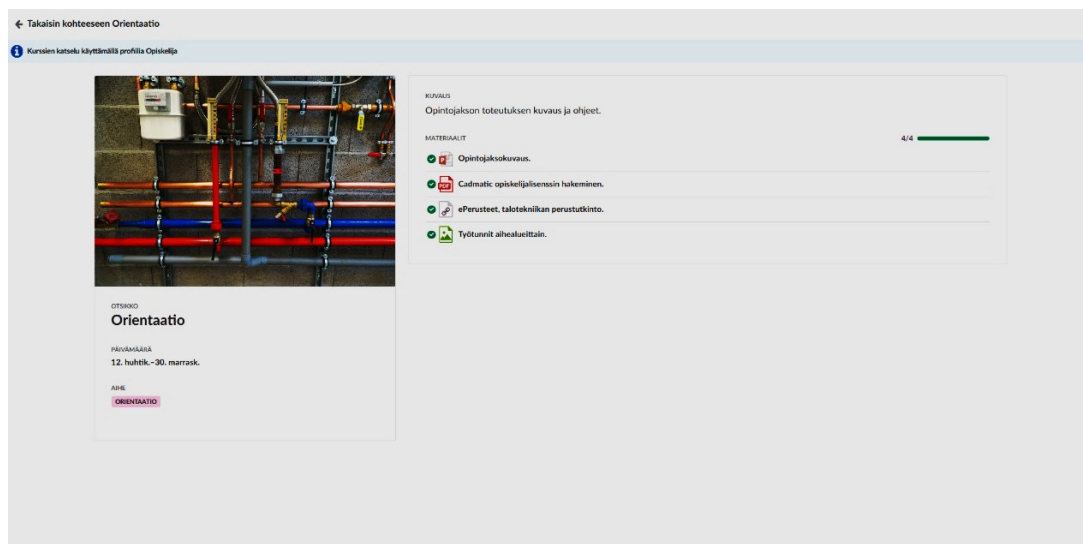 Takaisin kohteeseen Orientaatio
Kurssien katselu käyttämällä profiilia Opiskelija
KUVAUS
Opintojakson toteutuksen kuvaus ja ohjeet.
MATERIAALIT
4/4
Opintojaksokuvaus.
PDF
Cadmatic opiskelijalisenssin hakeminen.
ePerusteet, talotekniikan perustutkinto.
Työtunnit aihealueittain.
OTSIKKO
Orientaatio
PÄIVÄMÄÄRÄ
12. huhtik.–30. marrask.
AIHE
ORIENTAATIO